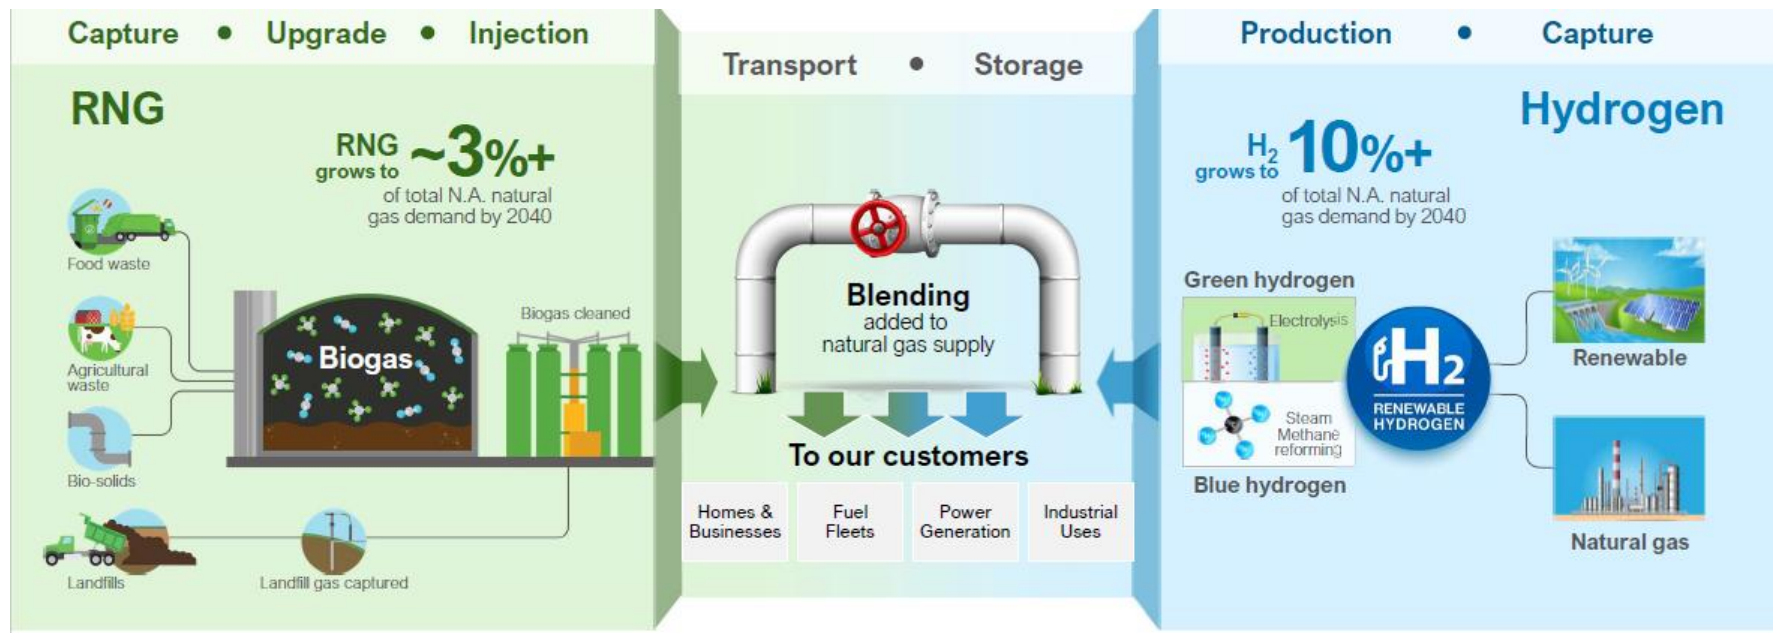 Capture • Upgrade • Injection
RNG
RNG grows to ~3%+
of total N.A. natural
gas demand by 2040
Food waste
Agricultural
waste
Bio-solids
Landfills
Landfill gas captured
Biogas
Biogas cleaned
Transport • Storage
Blending
added to
natural gas supply
To our customers
Homes &
Businesses
Fuel
Fleets
Power
Generation
Industrial
Uses
Production • Capture
Hydrogen
H2 grows to 10%+
of total N.A. natural
gas demand by 2040
Green hydrogen
Electrolysis
Steam
Methane
reforming
Blue hydrogen
H2
RENEWABLE
HYDROGEN
Renewable
Natural gas